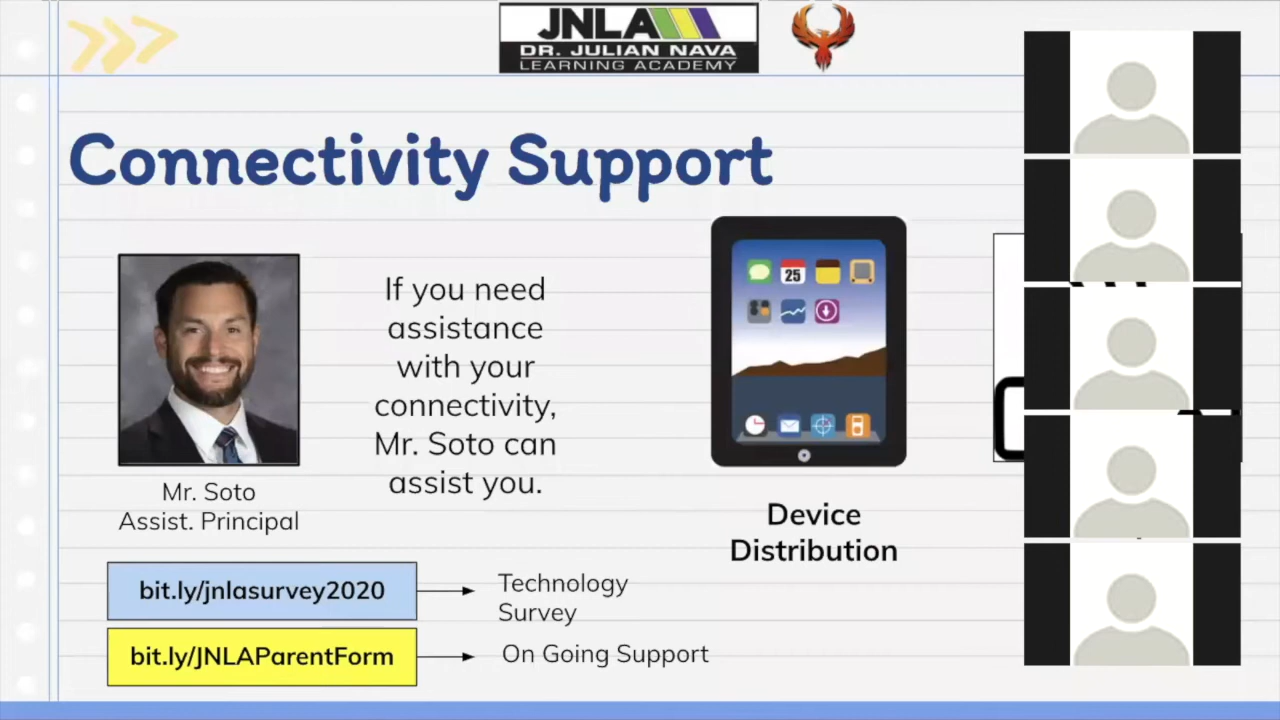 JNLA
DR. JULIAN NAVA
LEARNING ACADEMY
Connectivity Support
If you need
assistance
with your
connectivity,
Mr. Soto can
assist you.
Mr. Soto
Assist. Principal
25
Device
Distribution
bit.ly/jnlasurvey2020
Technology
Survey
bit.ly/JNLAParentForm
On Going Support